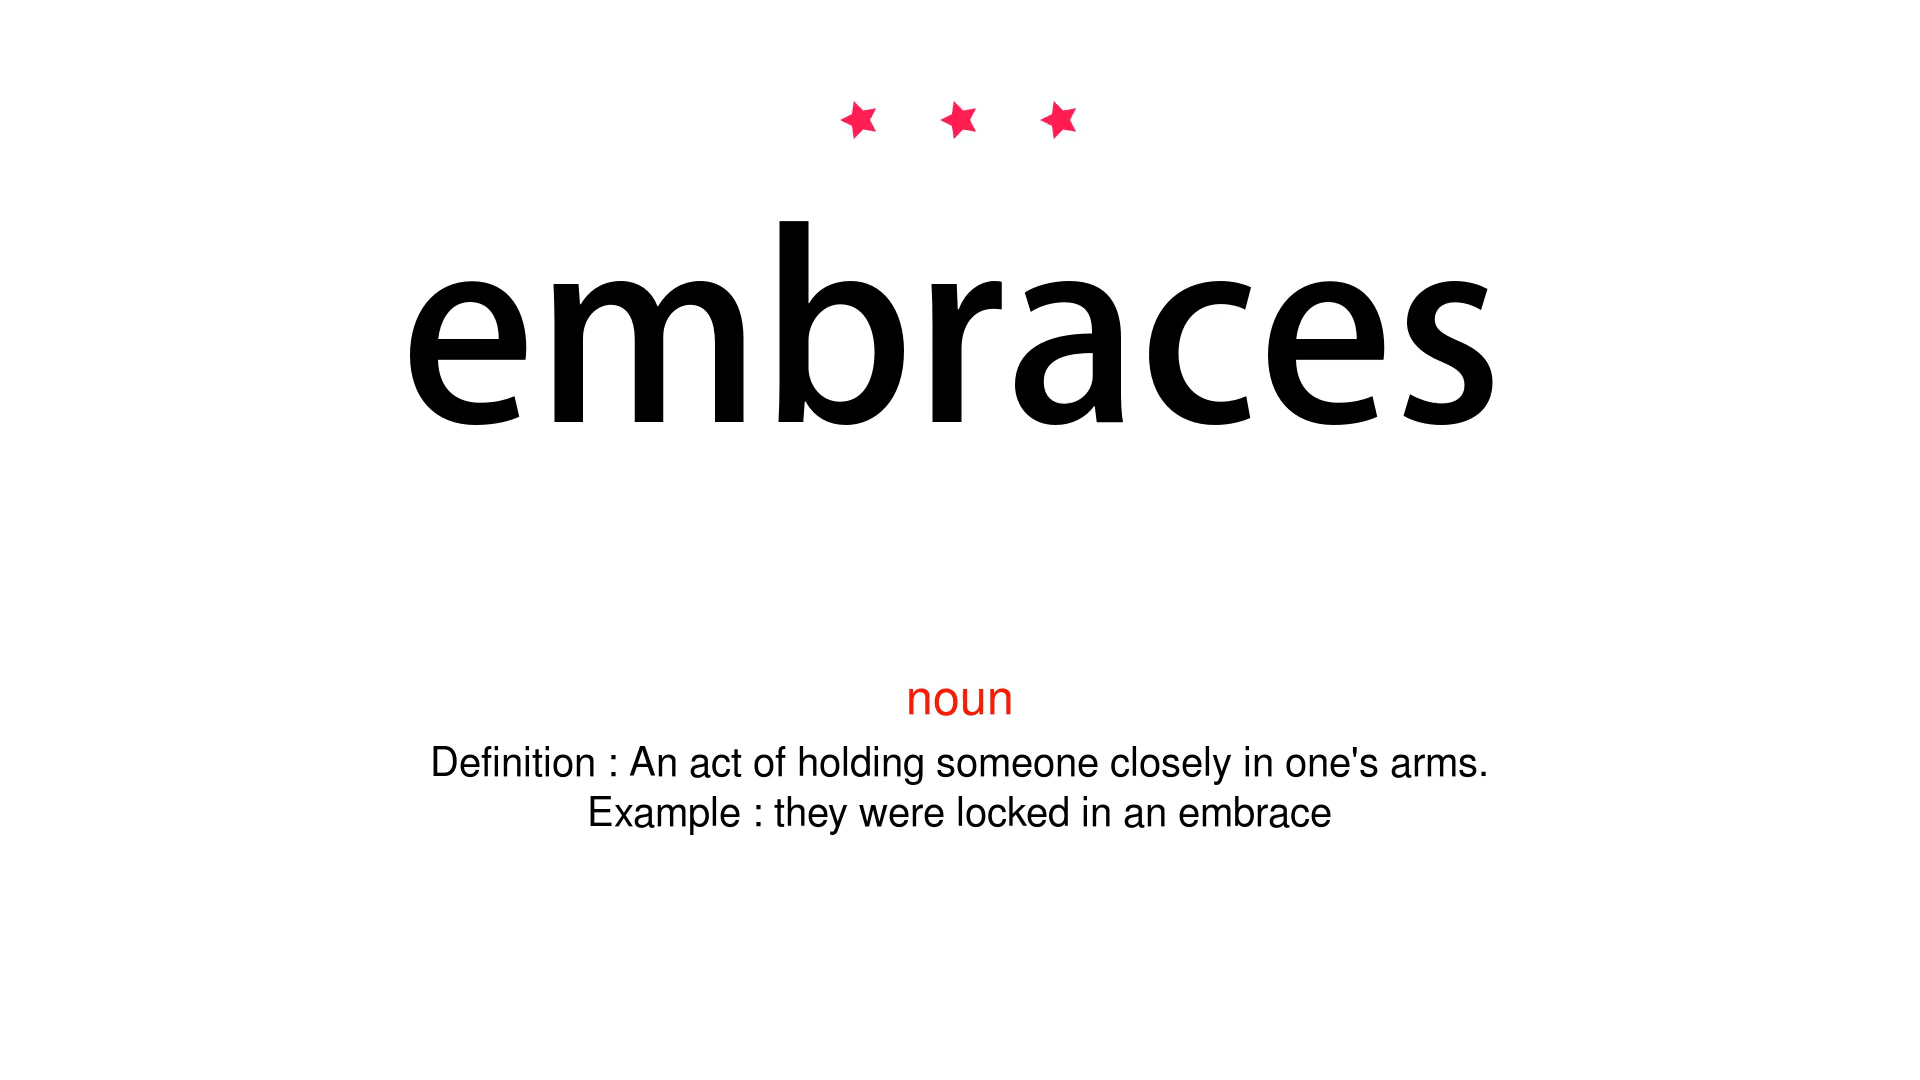 embraces
noun
Definition : An act of holding someone closely in one's arms.
Example : they were locked in an embrace